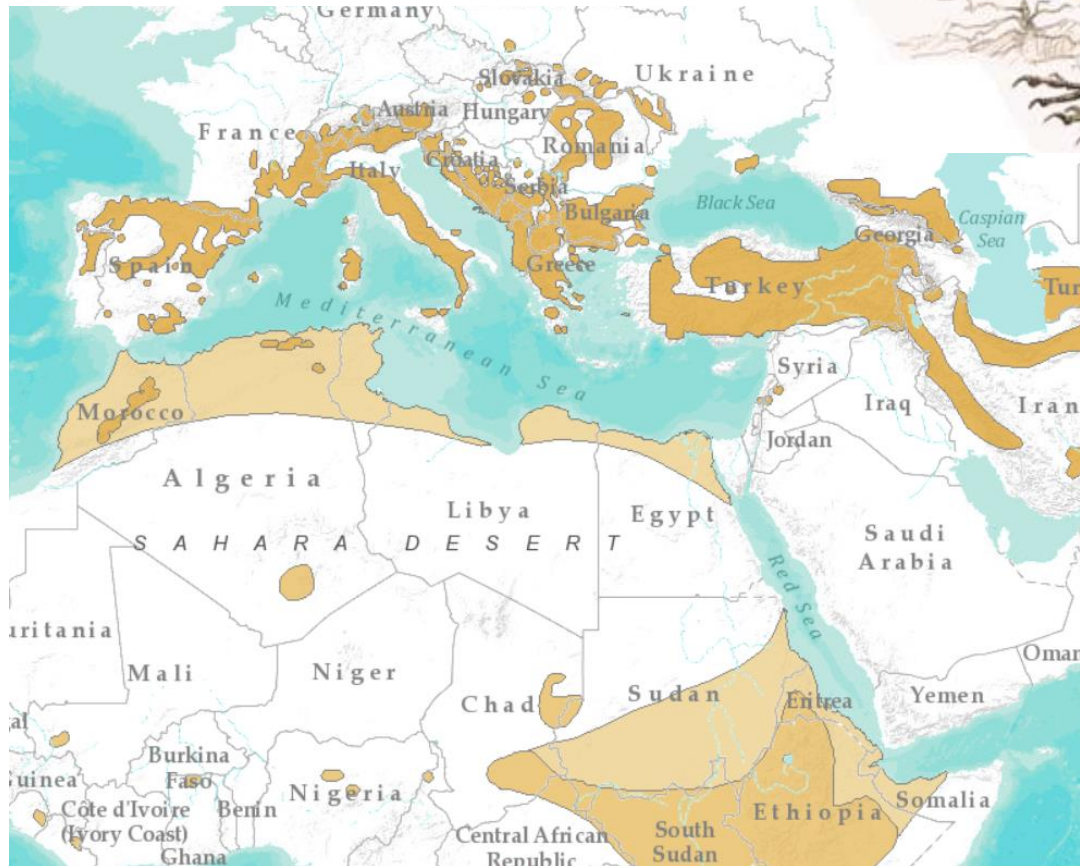 Germany
Slovakia
Ukraine
Austria
Hungary
France
Romania
Italy
Croatia
Serbia
Bulgaria
Black Sea
Caspian
Sea
Georgia
Spain
Greece
Turkey
Tur
Mediterranean Sea
Syria
Morocco
Iraq
Iran
Jordan
Algeria
Libya
Egypt
Saudi
Arabia
SAHARA DESERT
Red Sea
uritania
Mali
Niger
Oman
Chad
Sudan
Eritrea
Yemen
al
Burkina
Faso
Guinea
Nigeria
Côte d'Ivoire
(Ivory Coast)
Benin
Ethiopia
Somalia
Ghana
Central African
Republic
South
Sudan